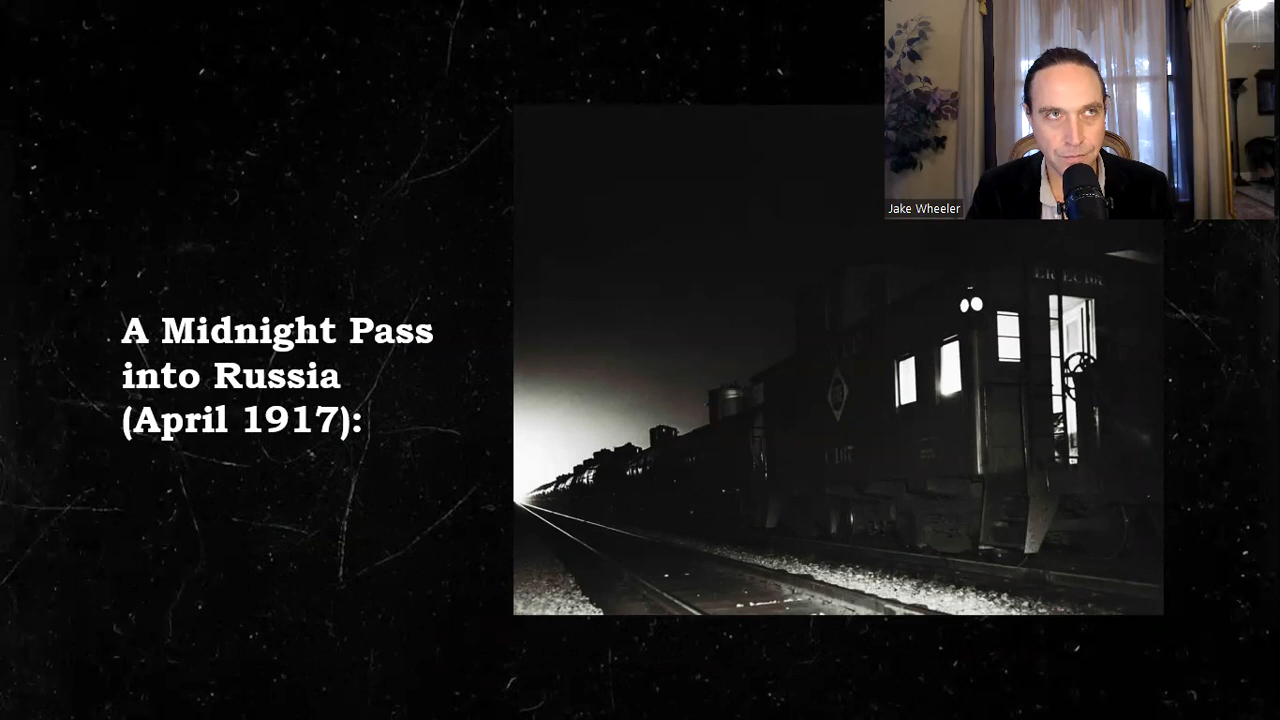 Jake Wheeler
A Midnight Pass
into Russia
(April 1917):